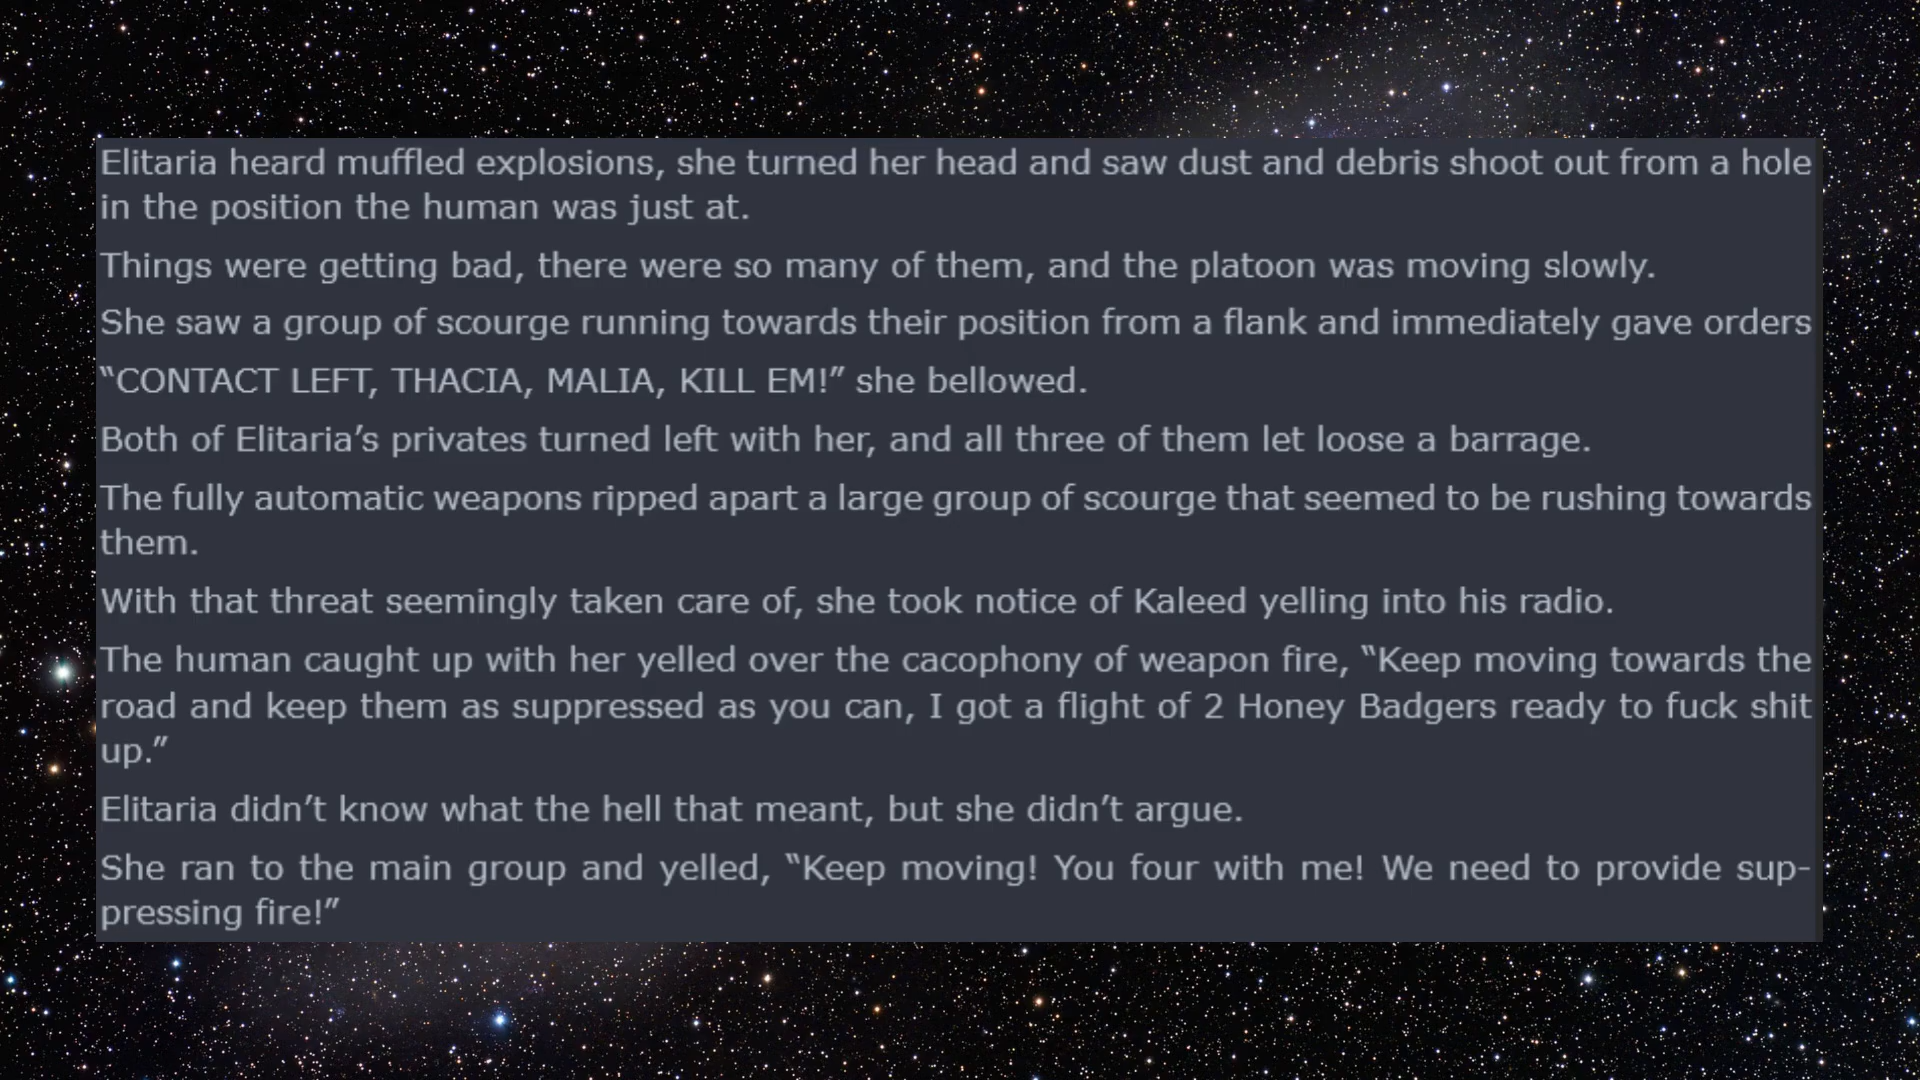 Elitaria heard muffled explosions, she turned her head and saw dust and debris shoot out from a hole
in the position the human was just at.
Things were getting bad, there were so many of them, and the platoon was moving slowly.
She saw a group of scourge running towards their position from a flank and immediately gave orders
“CONTACT LEFT, THACIA, MALIA, KILL EM!” she bellowed.
Both of Elitaria’s privates turned left with her, and all three of them let loose a barrage.
The fully automatic weapons ripped apart a large group of scourge that seemed to be rushing towards
them.
With that threat seemingly taken care of, she took notice of Kaleed yelling into his radio.
The human caught up with her yelled over the cacophony of weapon fire, “Keep moving towards the
road and keep them as suppressed as you can, I got a flight of 2 Honey Badgers ready to fuck shit
up.”
Elitaria didn’t know what the hell that meant, but she didn’t argue.
She ran to the main group and yelled, “Keep moving! You four with me! We need to provide sup-
pressing fire!”